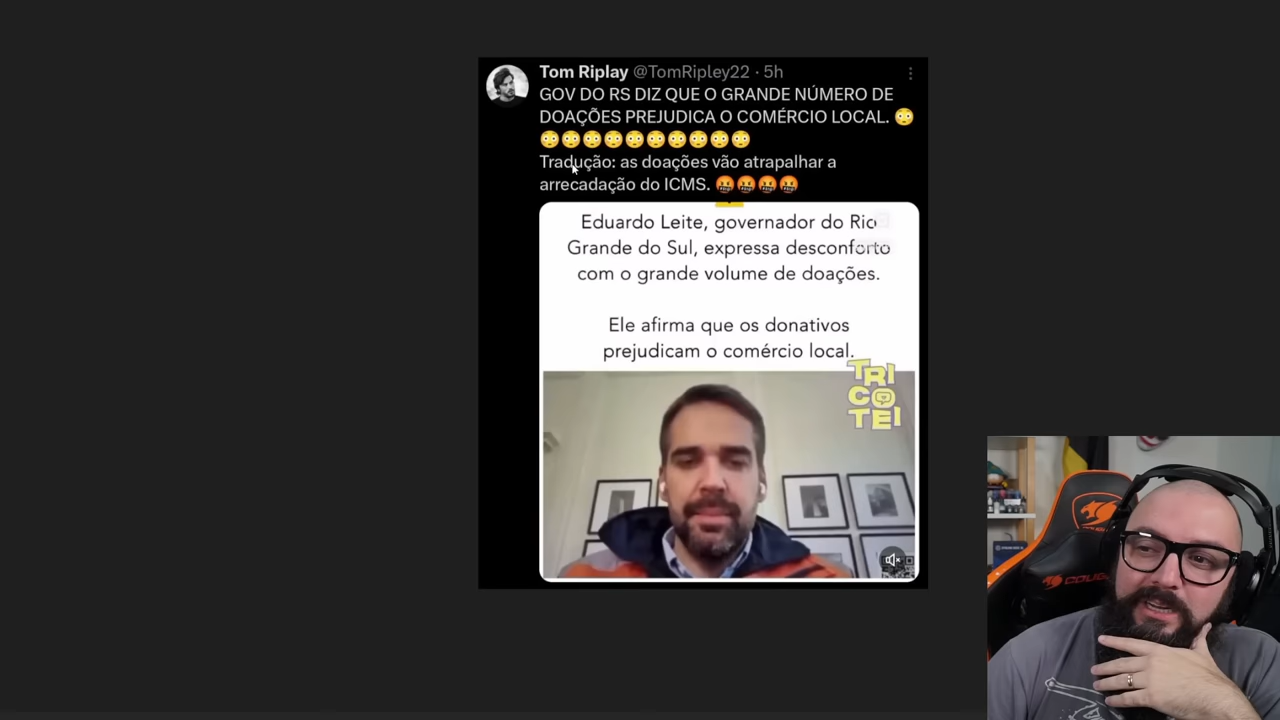 Tom Riplay @TomRipley22 · 5h
GOV DO RS DIZ QUE O GRANDE NÚMERO DE
DOAÇÕES PREJUDICA O COMÉRCIO LOCAL. 😳
😳😳😳😳😳😳😳😳😳😳
Tradução: as doações vão atrapalhar a
arrecadação do ICMS. 🤬🤬🤬🤬
Eduardo Leite, governador do Rio
Grande do Sul, expressa desconforto
com o grande volume de doações.
Ele afirma que os donativos
prejudicam o comércio local.
TRI
CO
TEI
COUGAR